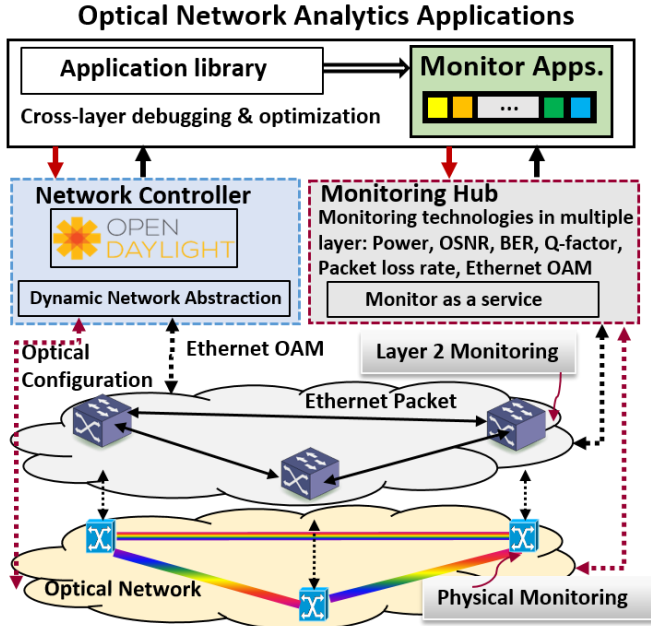 Optical Network Analytics Applications
Application library
Monitor Apps.
...
Cross-layer debugging & optimization
Network Controller
OPEN
DAYLIGHT
Dynamic Network Abstraction
Monitoring Hub
Monitoring technologies in multiple
layer: Power, OSNR, BER, Q-factor,
Packet loss rate, Ethernet OAM
Monitor as a service
Optical
Configuration
Ethernet OAM
Layer 2 Monitoring
Ethernet Packet
Optical Network
Physical Monitoring